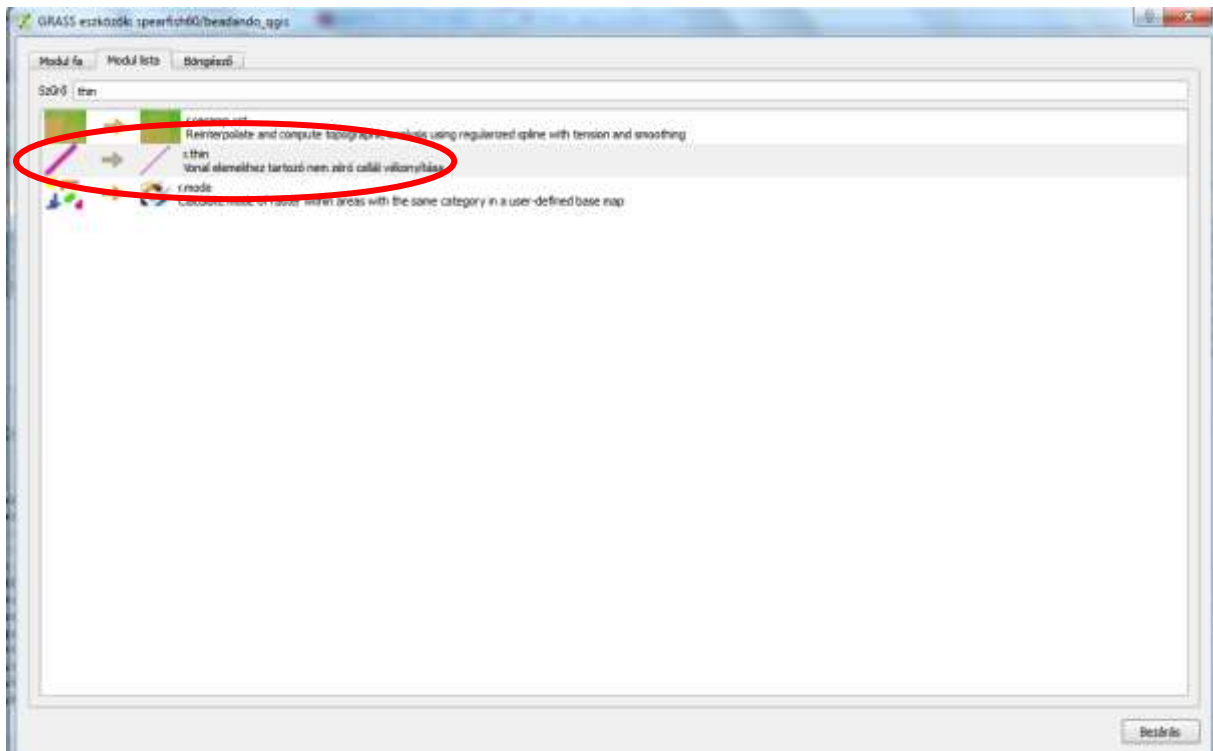 GRASS eszközök: spearfish60/beadando_qgis
Modul fa Modul lista Böngésző
Szűrő thin
Reinterpolate and compute topographic analysis using regularized spline with tension and smoothing
r.thin
Vonal elemekhez tartozó nem zéró cellái vékonyítása
r.mode
Calculate mode of raster within areas with the same category in a user-defined base map
Bezárás